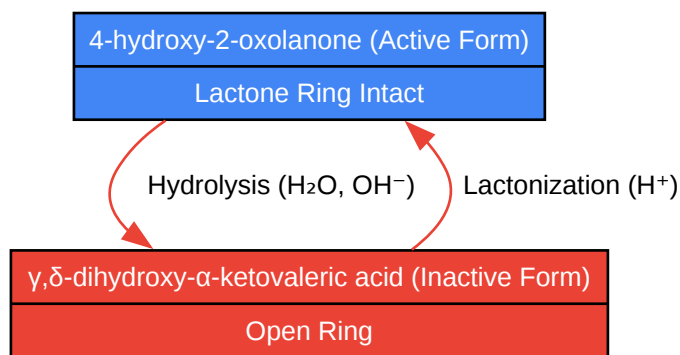 4-hydroxy-2-oxolanone (Active Form)
Lactone Ring Intact
Hydrolysis (H₂O, OH⁻)
Lactonization (H⁺)
γ,δ-dihydroxy-α-ketovaleric acid (Inactive Form)
Open Ring